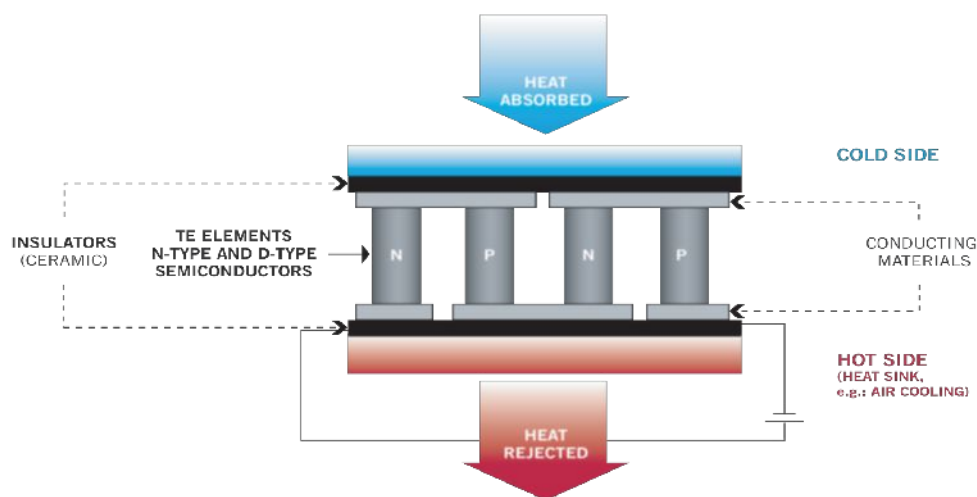 HEAT
ABSORBED
COLD SIDE
INSULATORS
(CERAMIC)
TE ELEMENTS
N-TYPE AND D-TYPE
SEMICONDUCTORS
N
P
N
P
CONDUCTING
MATERIALS
HOT SIDE
(HEAT SINK,
e.g.: AIR COOLING)
HEAT
REJECTED